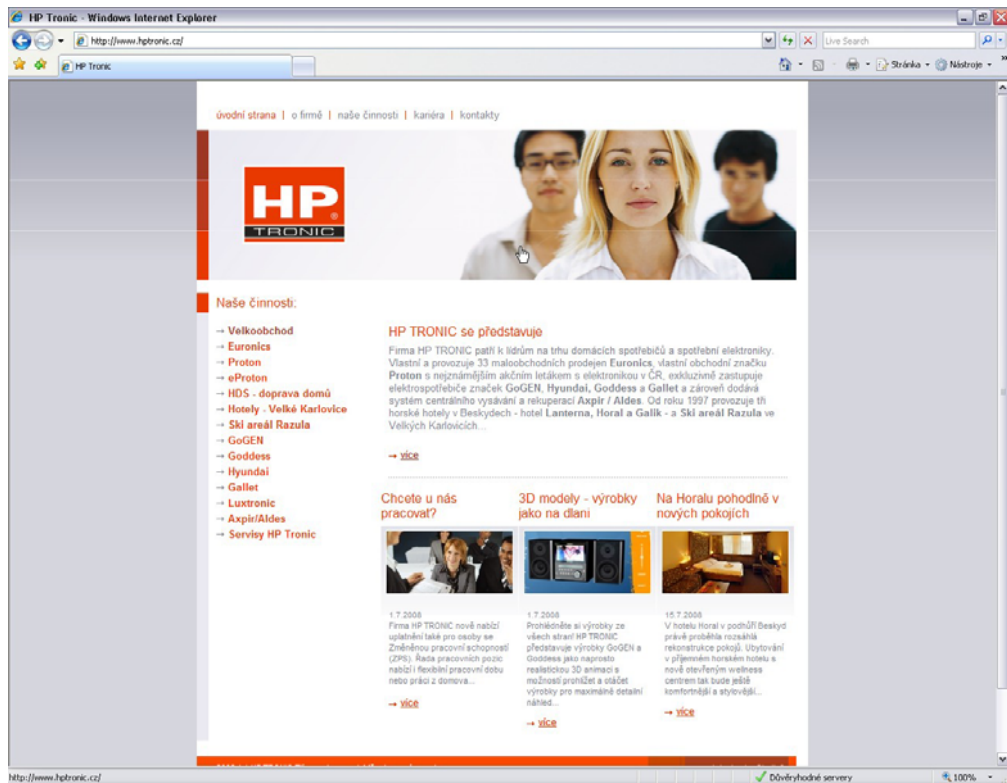 HP Tronic - Windows Internet Explorer
http://www.hptronic.cz/
Live Search
HP Tronic
Stránka
Nástroje
úvodní strana | o firmě | naše činnosti | kariéra | kontakty
HP
TRONIC
Naše činnosti:
→ Velkoobchod
→ Euronics
→ Proton
→ eProton
→ HDS - doprava domů
→ Hotely - Velké Karlovice
→ Ski areál Razula
→ GoGEN
→ Goddess
→ Hyundai
→ Gallet
→ Luxtronic
→ Axpir/Aldes
→ Servisy HP Tronic
HP TRONIC se představuje
Firma HP TRONIC patří k lídrům na trhu domácích spotřebičů a spotřební elektroniky.
Vlastní a provozuje 33 maloobchodních prodejen Euronics, vlastní obchodní značku
Proton s nejznámějším akčním letákem s elektronikou v ČR, exkluzivně zastupuje
elektrospotřebiče značek GoGEN, Hyundai, Goddess a Gallet a zároveň dodává
systém centrálního vysávání a rekuperací Axpir / Aldes. Od roku 1997 provozuje tři
horské hotely v Beskydech - hotel Lanterna, Horal a Galik - a Ski areál Razula ve
Velkých Karlovicích...
→ více
Chcete u nás
pracovat?
1.7.2008
Firma HP TRONIC nově nabízí
uplatnění také pro osoby se
Změněnou pracovní schopností
(ZPS). Řada pracovních pozic
nabízí i flexibilní pracovní dobu
nebo práci z domova...
→ více
3D modely - výrobky
jako na dlani
1.7.2008
Prohlédněte si výrobky ze
všech stran! HP TRONIC
představuje výrobky GoGEN a
Goddess jako naprosto
realistickou 3D animaci s
možností prohlížet a otáčet
výrobky pro maximálně detailní
náhled...
→ více
Na Horalu pohodlně v
nových pokojích
15.7.2008
V hotelu Horal v podhůří Beskyd
právě proběhla rozsáhlá
rekonstrukce pokojů. Ubytování
v příjemném horském hotelu s
nově otevřeným wellness
centrem tak bude ještě
komfortnější a stylovější...
→ více
http://www.hptronic.cz/
Důvěryhodné servery
100%